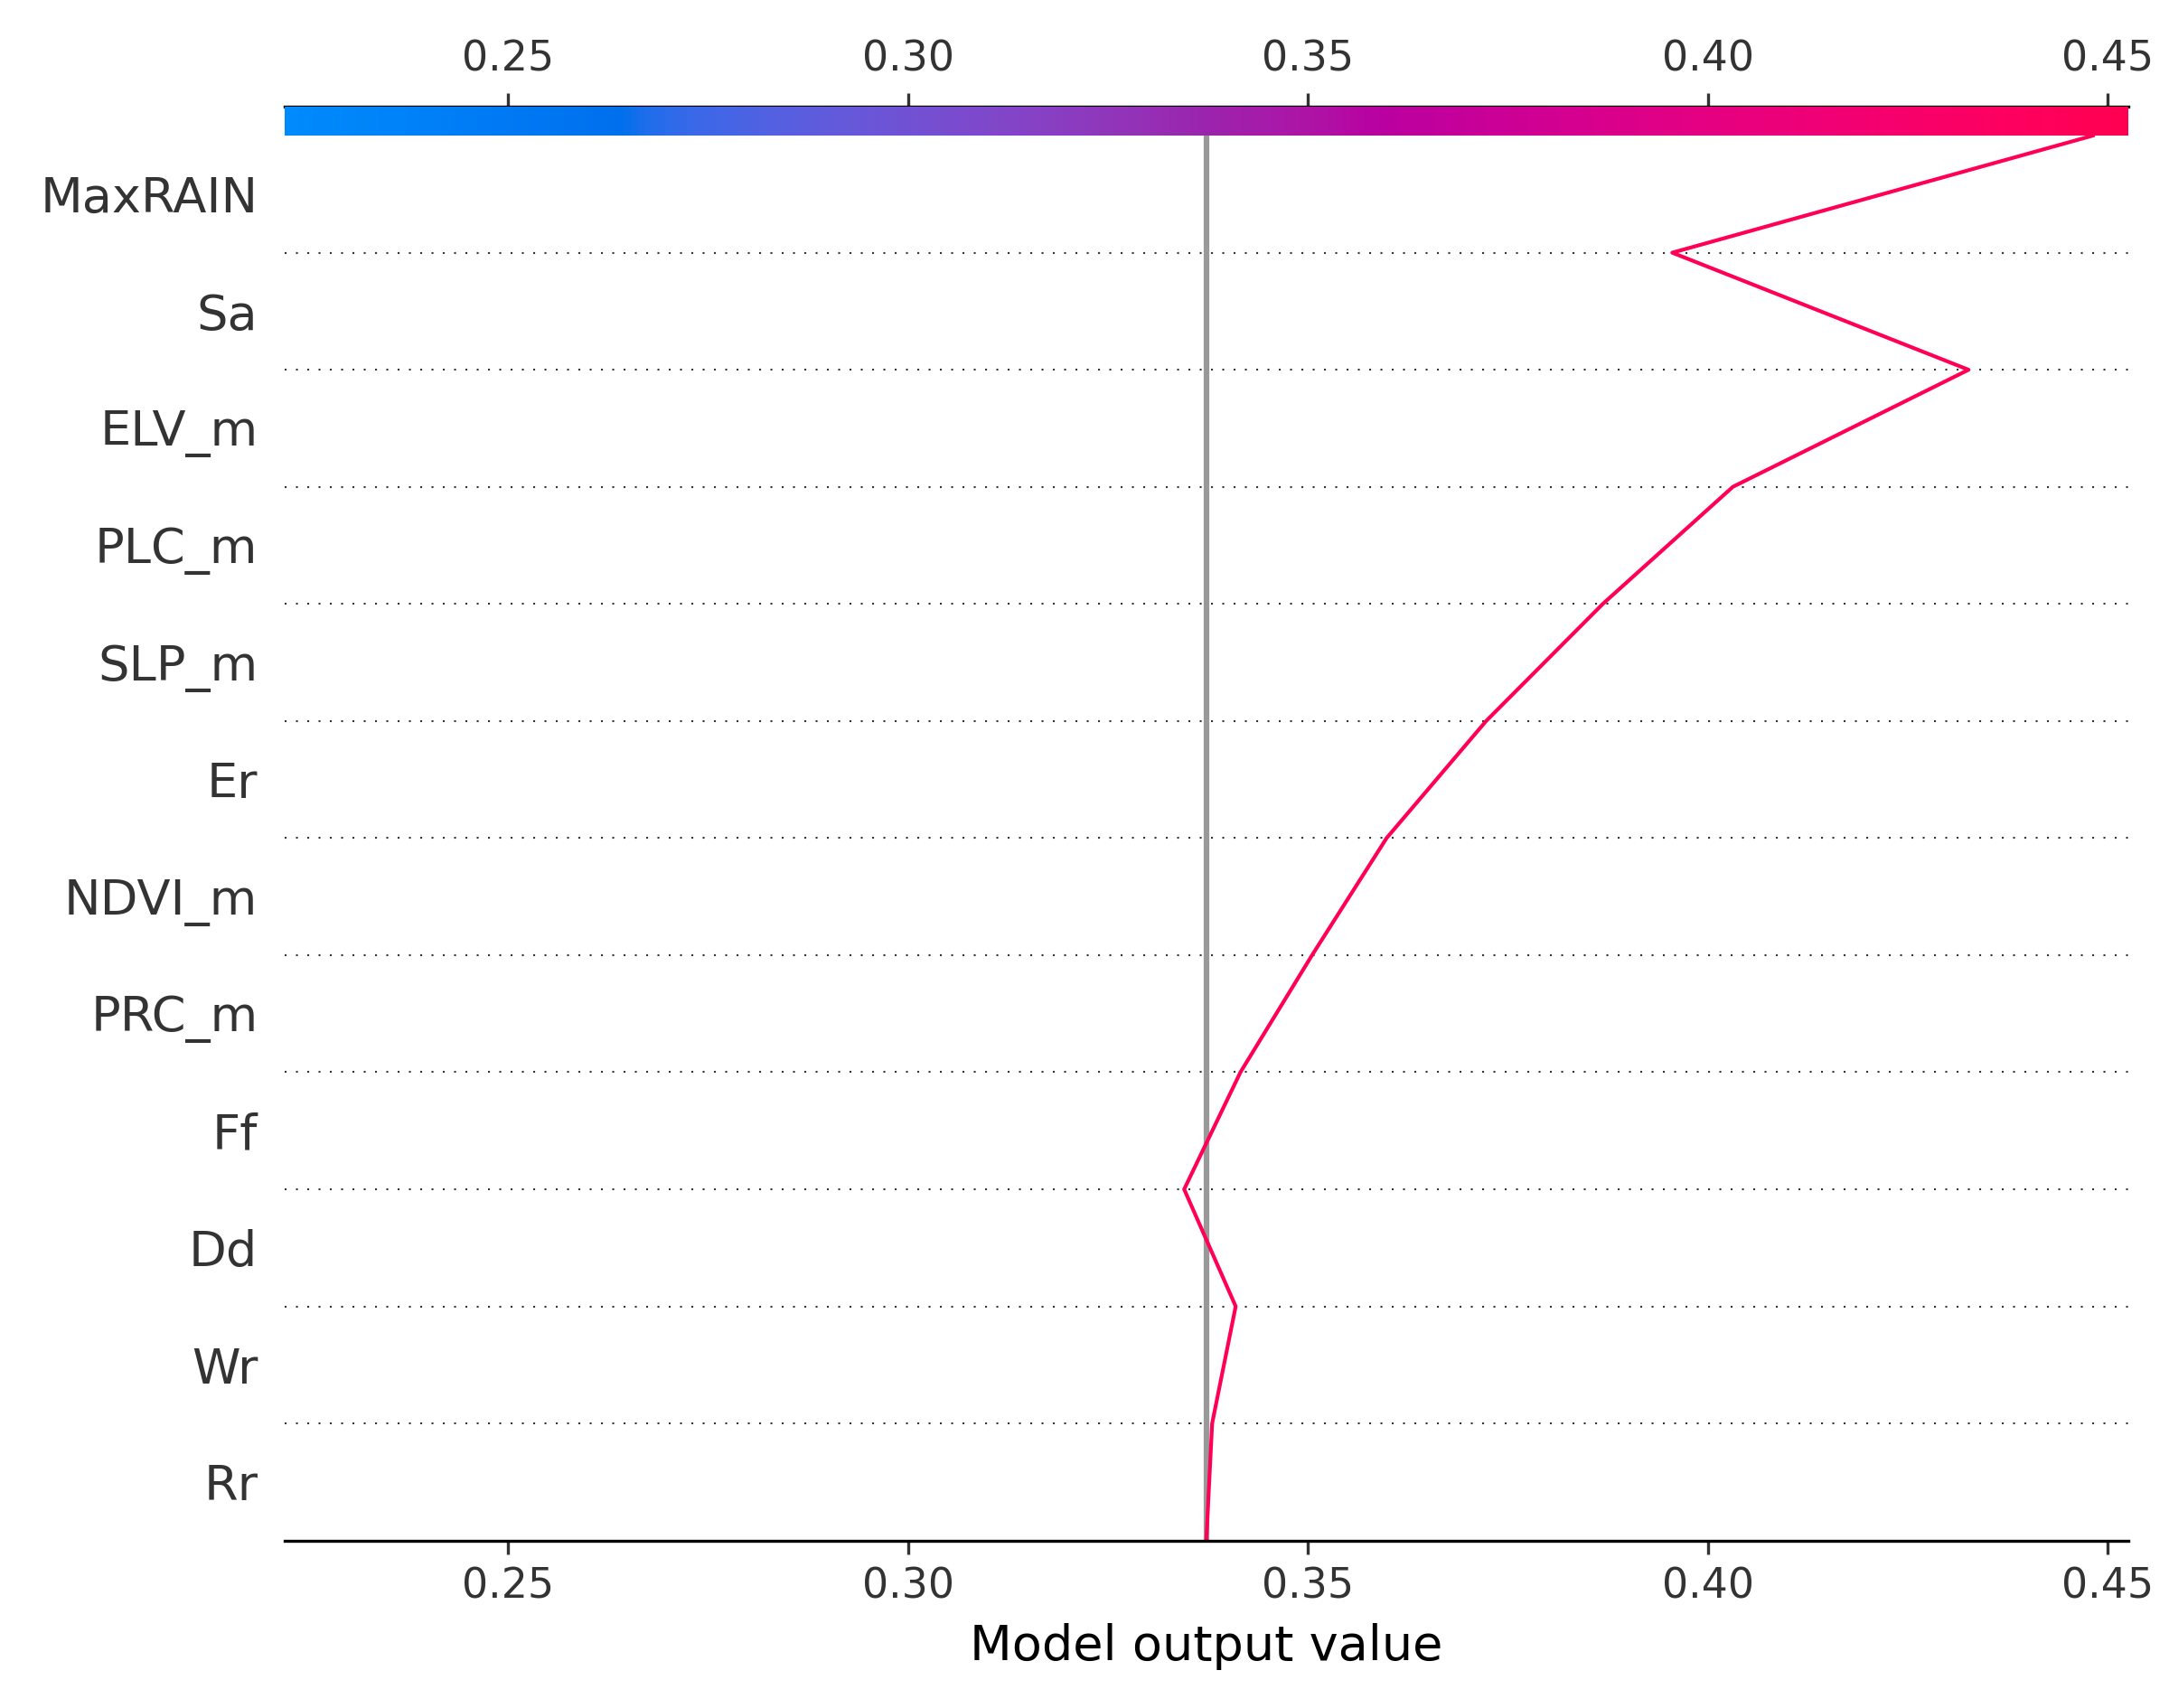 0.25 0.30 0.35 0.40 0.45
MaxRAIN
Sa
ELV_m
PLC_m
SLP_m
Er
NDVI_m
PRC_m
Ff
Dd
Wr
Rr
0.25 0.30 0.35 0.40 0.45
Model output value